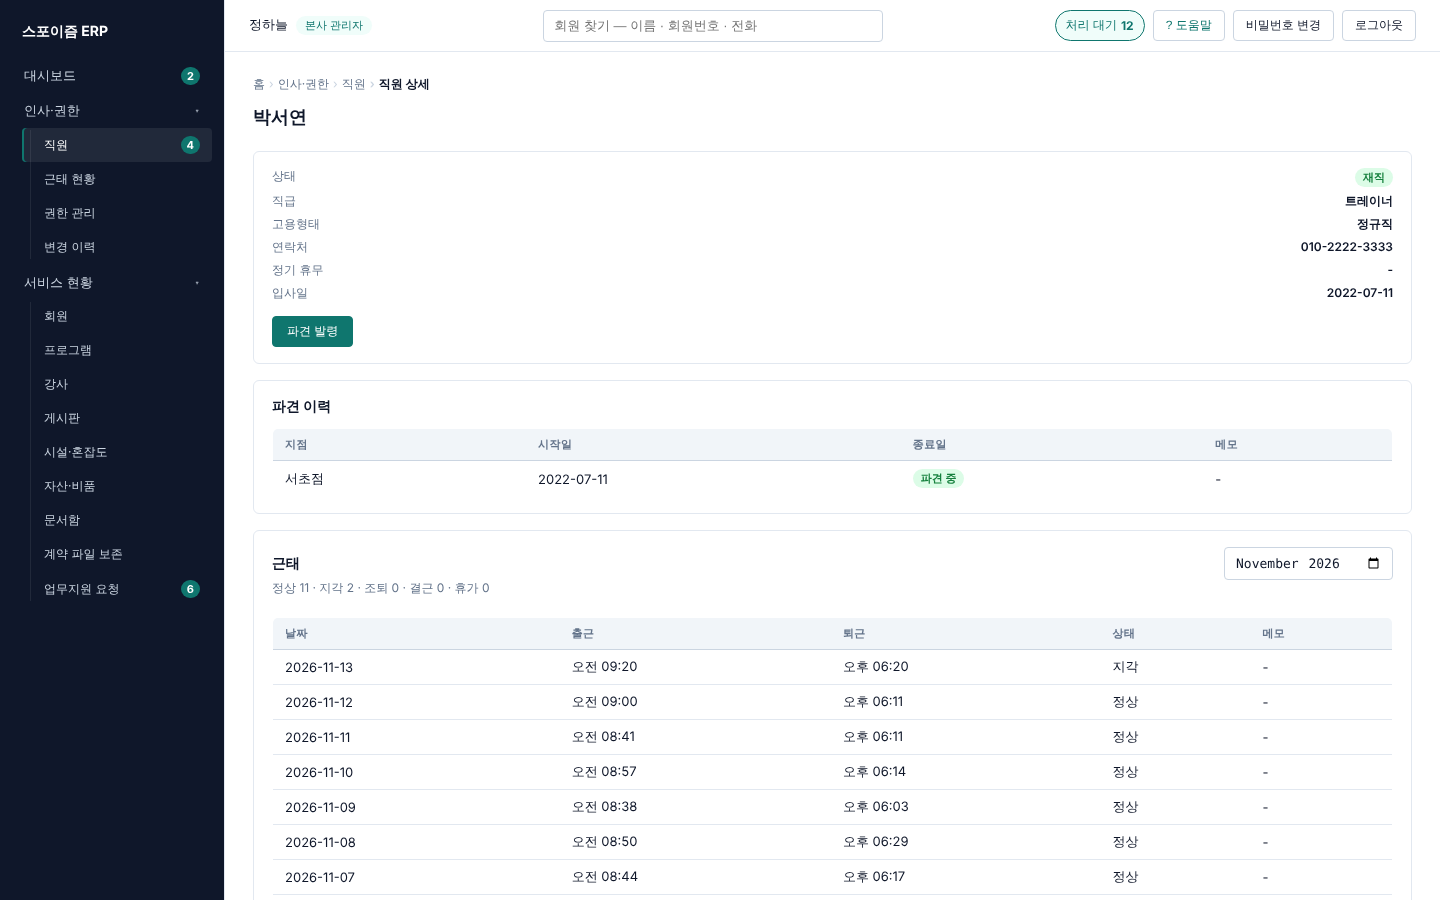 스포이즘 ERP
대시보드 2
인사·권한
직원 4
근태 현황
권한 관리
변경 이력
서비스 현황
회원
프로그램
강사
게시판
시설·혼잡도
자산·비품
문서함
계약 파일 보존
업무지원 요청 6
정하늘 본사 관리자 회원 찾기 — 이름 · 회원번호 · 전화 처리 대기 12 ? 도움말 비밀번호 변경 로그아웃
홈 › 인사·권한 › 직원 › 직원 상세
박서연
상태 재직
직급 트레이너
고용형태 정규직
연락처 010-2222-3333
정기 휴무 -
입사일 2022-07-11
파견 발령
파견 이력
지점 시작일 종료일 메모
서초점 2022-07-11 파견 중 -
근태 November 2026
정상 11 · 지각 2 · 조퇴 0 · 결근 0 · 휴가 0
날짜 출근 퇴근 상태 메모
2026-11-13 오전 09:20 오후 06:20 지각 -
2026-11-12 오전 09:00 오후 06:11 정상 -
2026-11-11 오전 08:41 오후 06:11 정상 -
2026-11-10 오전 08:57 오후 06:14 정상 -
2026-11-09 오전 08:38 오후 06:03 정상 -
2026-11-08 오전 08:50 오후 06:29 정상 -
2026-11-07 오전 08:44 오후 06:17 정상 -